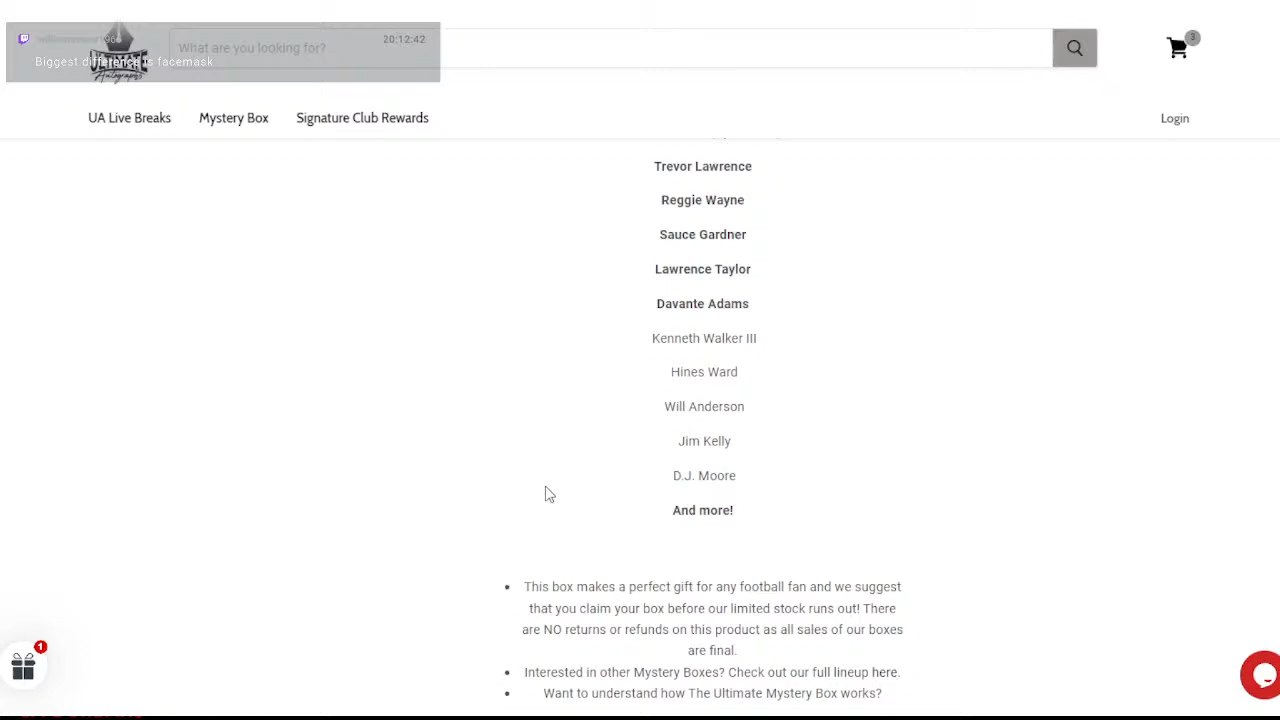 20:12:42
Biggest difference is facemask
ULTIMATE
Autographs
What are you looking for?
3
UA Live Breaks
Mystery Box
Signature Club Rewards
Login
Trevor Lawrence
Reggie Wayne
Sauce Gardner
Lawrence Taylor
Davante Adams
Kenneth Walker III
Hines Ward
Will Anderson
Jim Kelly
D.J. Moore
And more!
This box makes a perfect gift for any football fan and we suggest
that you claim your box before our limited stock runs out! There
are NO returns or refunds on this product as all sales of our boxes
are final.
Interested in other Mystery Boxes? Check out our full lineup here.
Want to understand how The Ultimate Mystery Box works?
1